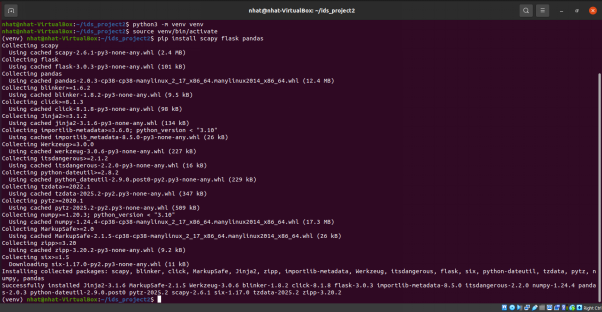 nhat@nhat-VirtualBox: ~/ids_project2
nhat@nhat-VirtualBox:~/ids_project2$ python3 -m venv venv
nhat@nhat-VirtualBox:~/ids_project2$ source venv/bin/activate
(venv) nhat@nhat-VirtualBox:~/ids_project2$ pip install scapy flask pandas
Collecting scapy
Using cached scapy-2.6.1-py3-none-any.whl (2.4 MB)
Collecting flask
Using cached flask-3.0.3-py3-none-any.whl (101 kB)
Collecting pandas
Using cached pandas-2.0.3-cp38-cp38-manylinux_2_17_x86_64.manylinux2014_x86_64.whl (12.4 MB)
Collecting blinker>=1.6.2
Using cached blinker-1.8.2-py3-none-any.whl (9.5 kB)
Collecting click>=8.1.3
Using cached click-8.1.8-py3-none-any.whl (98 kB)
Collecting Jinja2>=3.1.2
Using cached jinja2-3.1.6-py3-none-any.whl (134 kB)
Collecting importlib-metadata>=3.6.0; python_version < "3.10"
Using cached importlib_metadata-8.5.0-py3-none-any.whl (26 kB)
Collecting Werkzeug>=3.0.0
Using cached werkzeug-3.0.6-py3-none-any.whl (227 kB)
Collecting itsdangerous>=2.1.2
Using cached itsdangerous-2.2.0-py3-none-any.whl (16 kB)
Collecting python-dateutil>=2.8.2
Using cached python_dateutil-2.9.0.post0-py2.py3-none-any.whl (229 kB)
Collecting tzdata>=2022.1
Using cached tzdata-2025.2-py2.py3-none-any.whl (347 kB)
Collecting pytz>=2020.1
Using cached pytz-2025.2-py2.py3-none-any.whl (509 kB)
Collecting numpy>=1.20.3; python_version < "3.10"
Using cached numpy-1.24.4-cp38-cp38-manylinux_2_17_x86_64.manylinux2014_x86_64.whl (17.3 MB)
Collecting MarkupSafe>=2.0
Using cached MarkupSafe-2.1.5-cp38-cp38-manylinux_2_17_x86_64.manylinux2014_x86_64.whl (26 kB)
Collecting zipp>=3.20
Using cached zipp-3.20.2-py3-none-any.whl (9.2 kB)
Collecting six>=1.5
Downloading six-1.17.0-py2.py3-none-any.whl (11 kB)
Installing collected packages: scapy, blinker, click, MarkupSafe, Jinja2, zipp, importlib-metadata, Werkzeug, itsdangerous, flask, six, python-dateutil, tzdata, pytz, n
umpy, pandas
Successfully installed Jinja2-3.1.6 MarkupSafe-2.1.5 Werkzeug-3.0.6 blinker-1.8.2 click-8.1.8 flask-3.0.3 importlib-metadata-8.5.0 itsdangerous-2.2.0 numpy-1.24.4 panda
s-2.0.3 python-dateutil-2.9.0.post0 pytz-2025.2 scapy-2.6.1 six-1.17.0 tzdata-2025.2 zipp-3.20.2
(venv) nhat@nhat-VirtualBox:~/ids_project2$
Right Ctrl